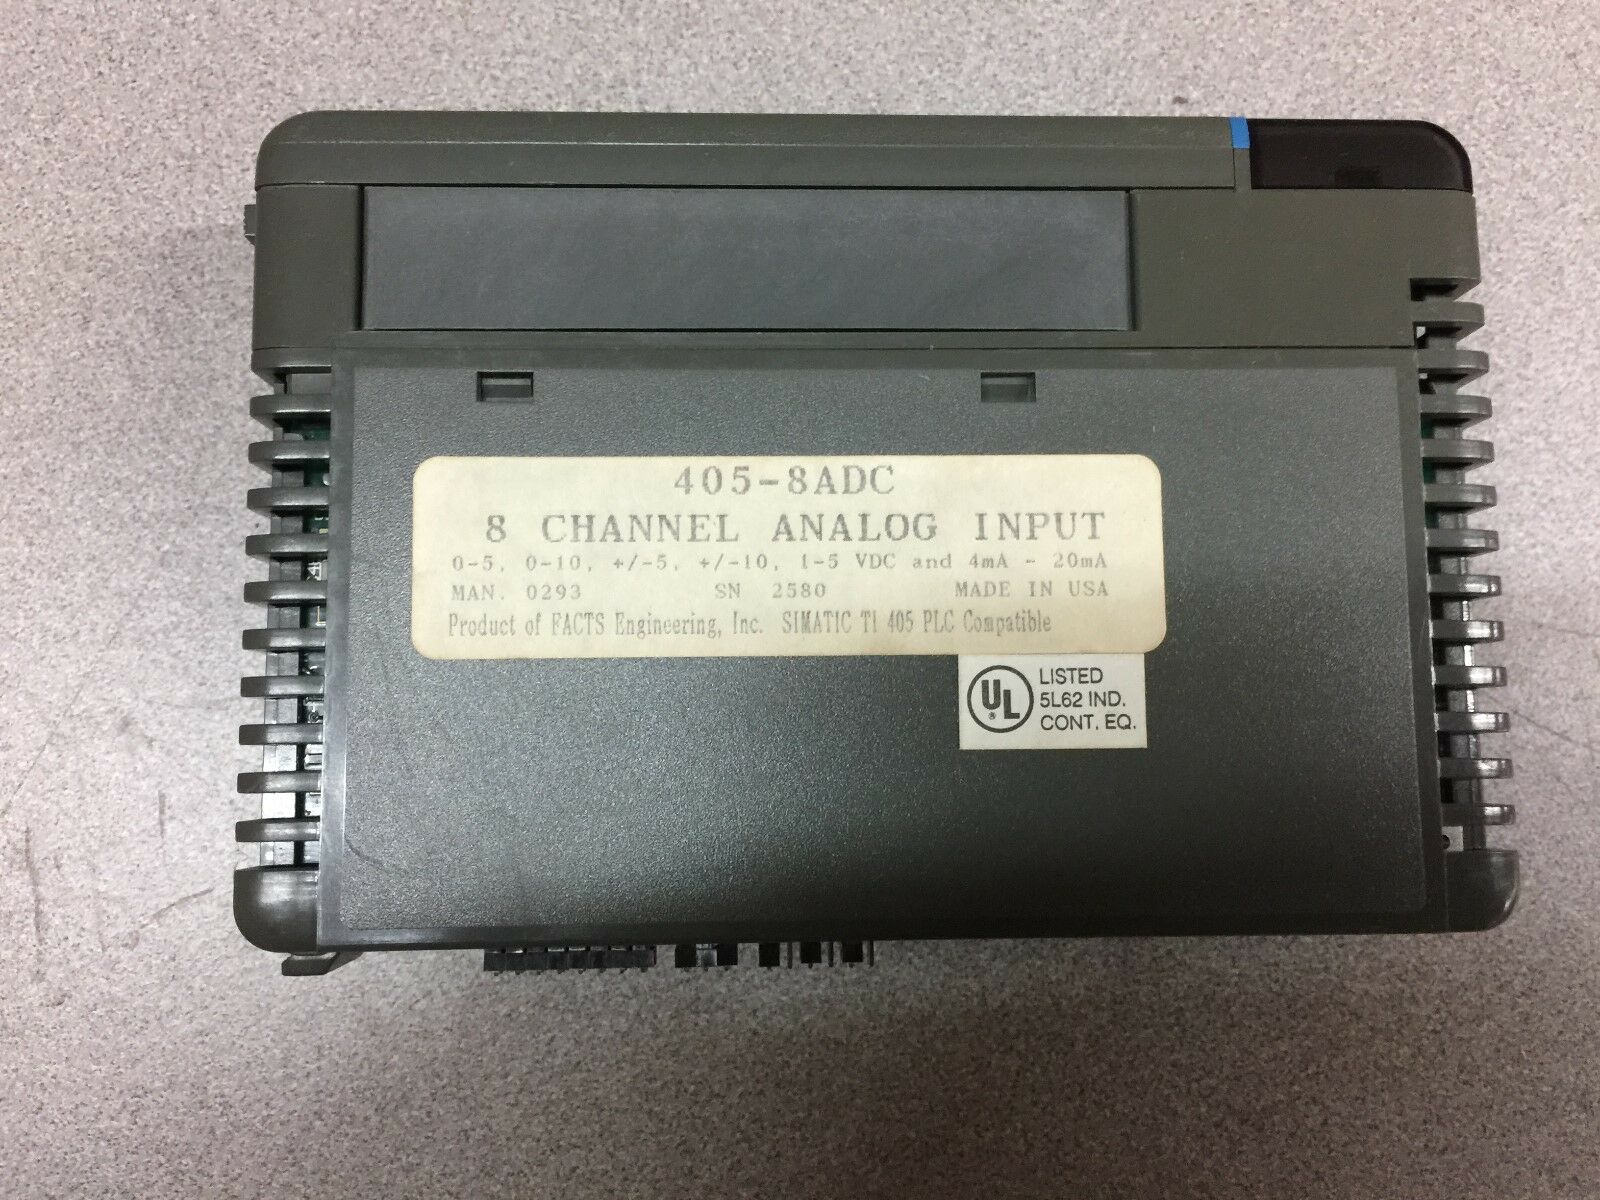 405-8ADC
8 CHANNEL ANALOG INPUT
0-5, 0-10, +/-5, +/-10, 1-5 VDC and 4mA - 20mA
MAN. 0293 SN 2580 MADE IN USA
Product of FACTS Engineering, Inc. SIMATIC TI 405 PLC Compatible
UL® LISTED
5L62 IND.
CONT. EQ.